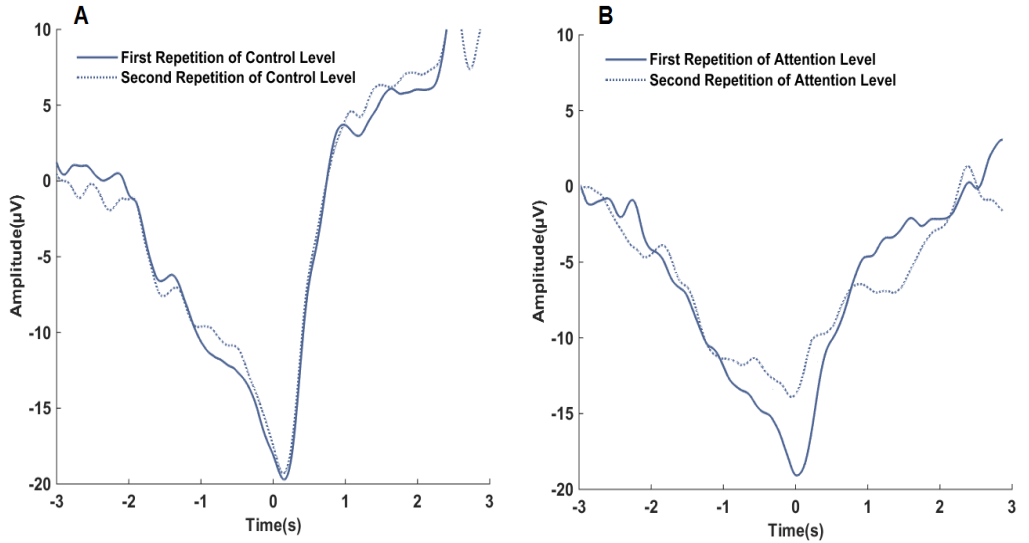 A
10
5
0
-5
-10
-15
-20
Amplitude(µV)
First Repetition of Control Level
Second Repetition of Control Level
-3 -2 -1 0 1 2 3
Time(s)
B
10
5
0
-5
-10
-15
-20
Amplitude(µV)
First Repetition of Attention Level
Second Repetition of Attention Level
-3 -2 -1 0 1 2 3
Time(s)